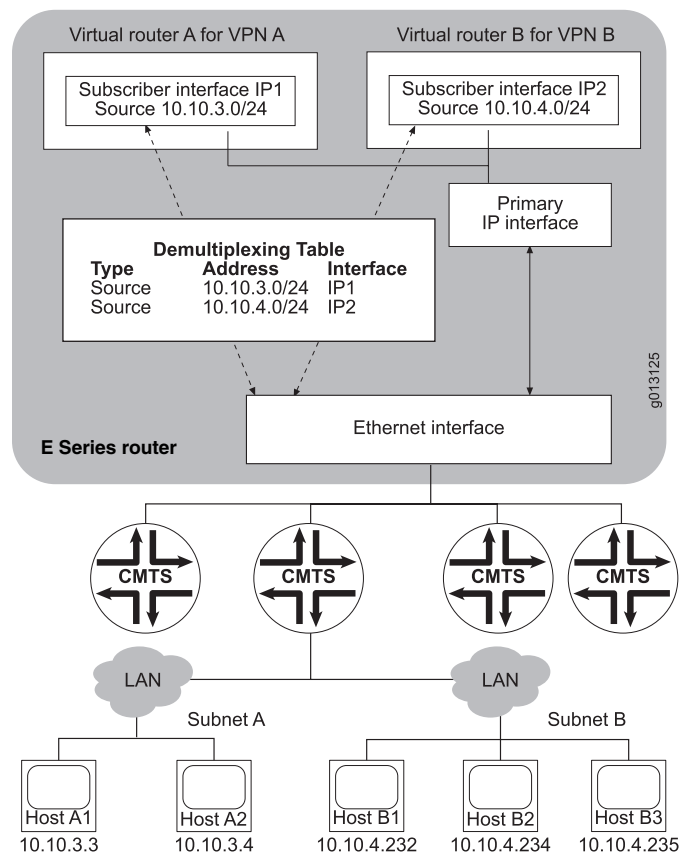 Virtual router A for VPN A
Virtual router B for VPN B
Subscriber interface IP1
Source 10.10.3.0/24
Subscriber interface IP2
Source 10.10.4.0/24
Primary
IP interface
Demultiplexing Table
Type Address Interface
Source 10.10.3.0/24 IP1
Source 10.10.4.0/24 IP2
g013125
Ethernet interface
E Series router
CMTS
CMTS
CMTS
CMTS
LAN
LAN
Subnet A
Subnet B
Host A1
Host A2
Host B1
Host B2
Host B3
10.10.3.3
10.10.3.4
10.10.4.232
10.10.4.234
10.10.4.235